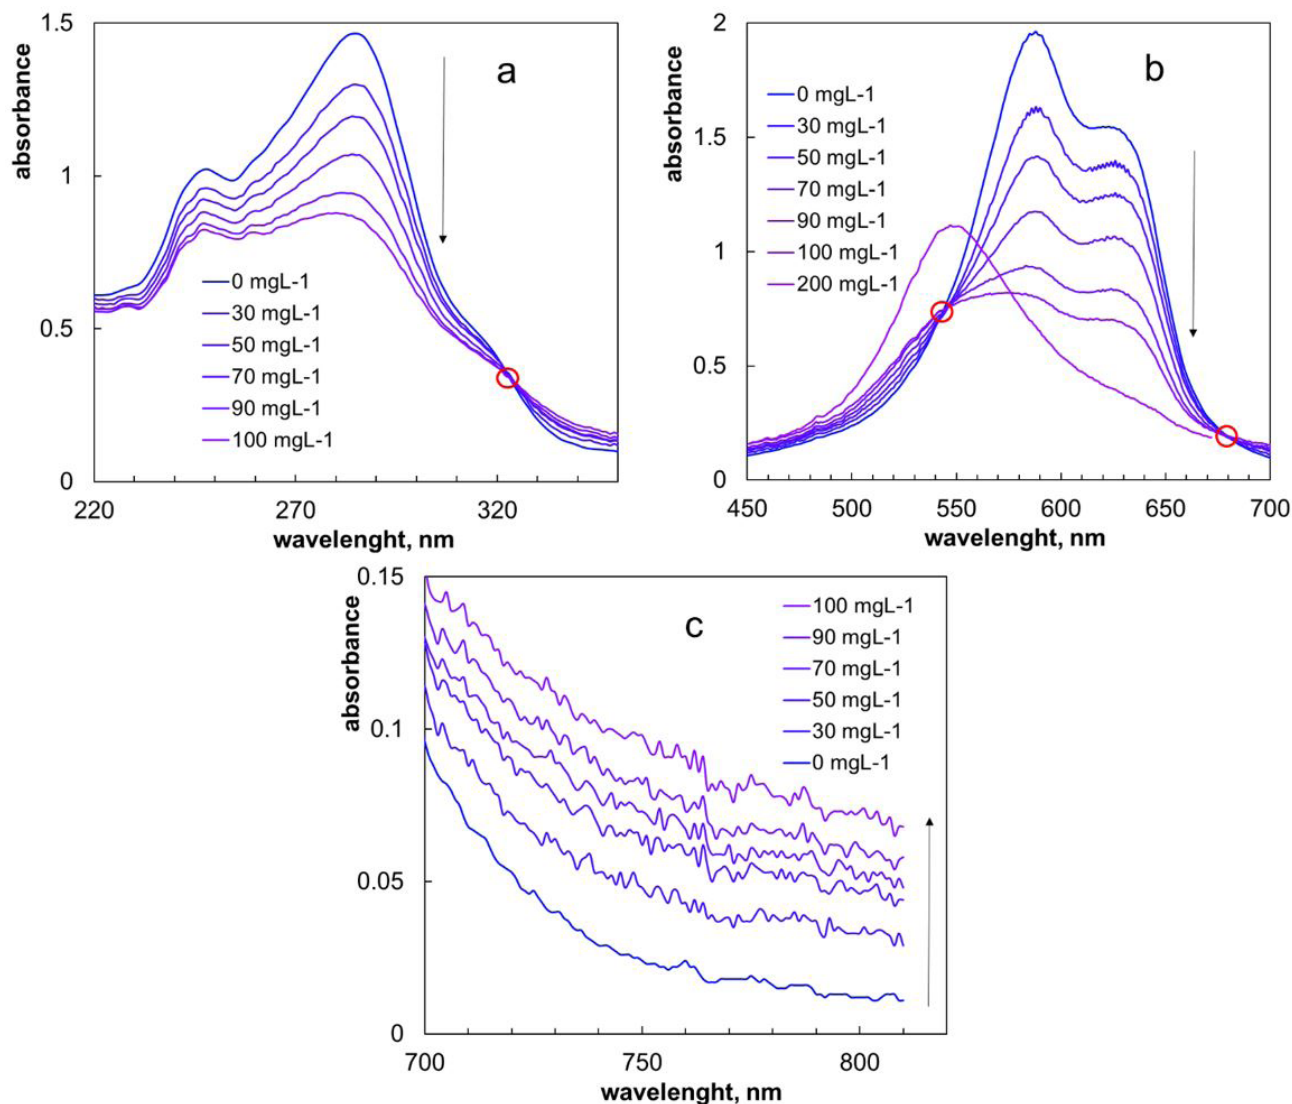 a
absorbance
1.5
1
0.5
0
0 mgL-1
30 mgL-1
50 mgL-1
70 mgL-1
90 mgL-1
100 mgL-1
220
270
320
wavelenght, nm
b
absorbance
2
1.5
1
0.5
0
0 mgL-1
30 mgL-1
50 mgL-1
70 mgL-1
90 mgL-1
100 mgL-1
200 mgL-1
450
500
550
600
650
700
wavelenght, nm
c
absorbance
0.15
0.1
0.05
0
100 mgL-1
90 mgL-1
70 mgL-1
50 mgL-1
30 mgL-1
0 mgL-1
700
750
800
wavelenght, nm